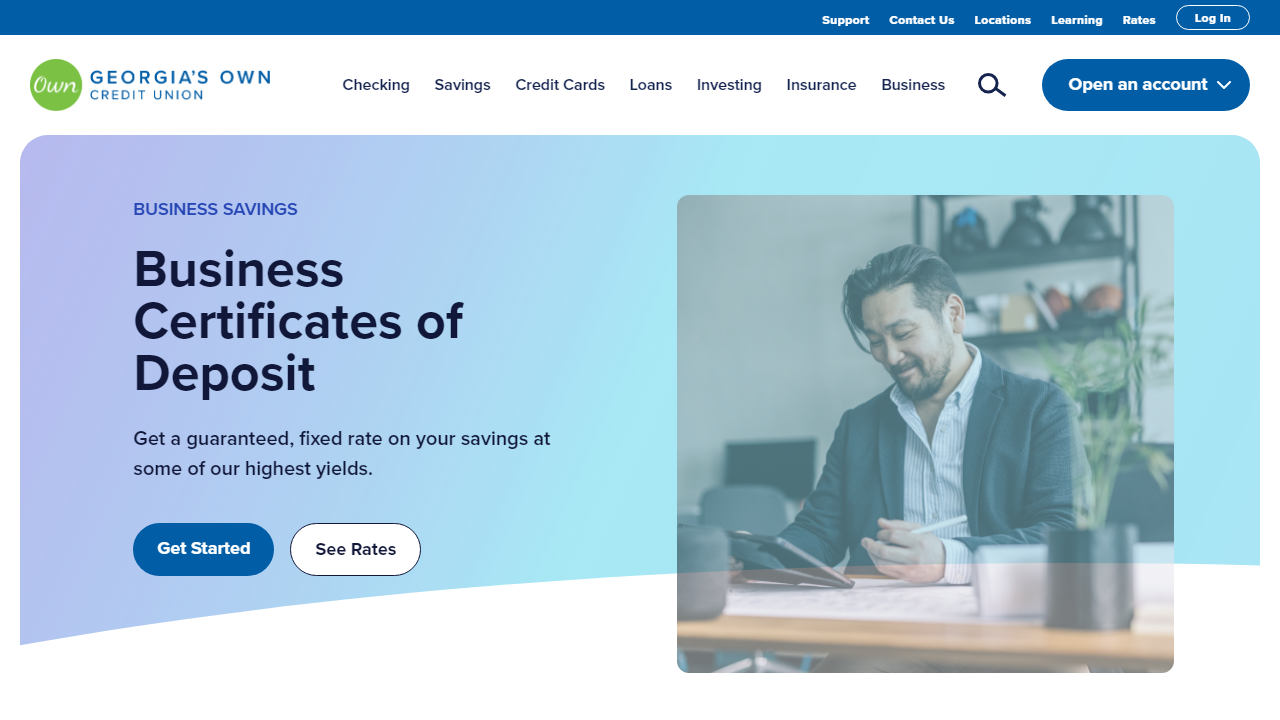 Support Contact Us Locations Learning Rates Log In
Own GEORGIA'S OWN
CREDIT UNION
Checking Savings Credit Cards Loans Investing Insurance Business Open an account
BUSINESS SAVINGS
Business
Certificates of
Deposit
Get a guaranteed, fixed rate on your savings at
some of our highest yields.
Get Started See Rates